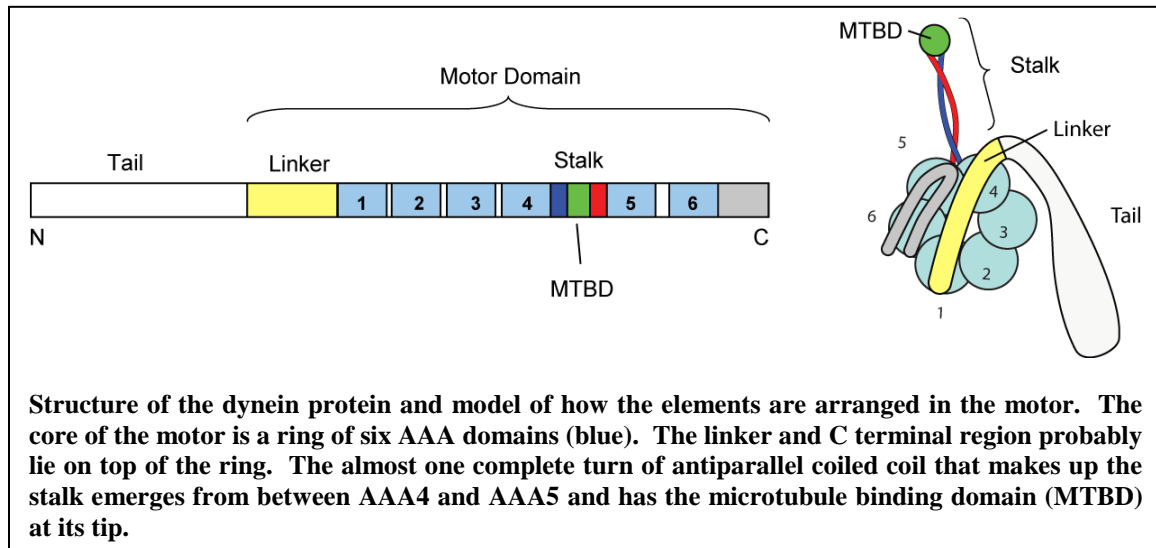 Motor Domain
Tail
Linker
Stalk
1 2 3 4 5 6
N
C
MTBD
MTBD
Stalk
Linker
Tail
5
4
6
3
2
1
Structure of the dynein protein and model of how the elements are arranged in the motor. The
core of the motor is a ring of six AAA domains (blue). The linker and C terminal region probably
lie on top of the ring. The almost one complete turn of antiparallel coiled coil that makes up the
stalk emerges from between AAA4 and AAA5 and has the microtubule binding domain (MTBD)
at its tip.